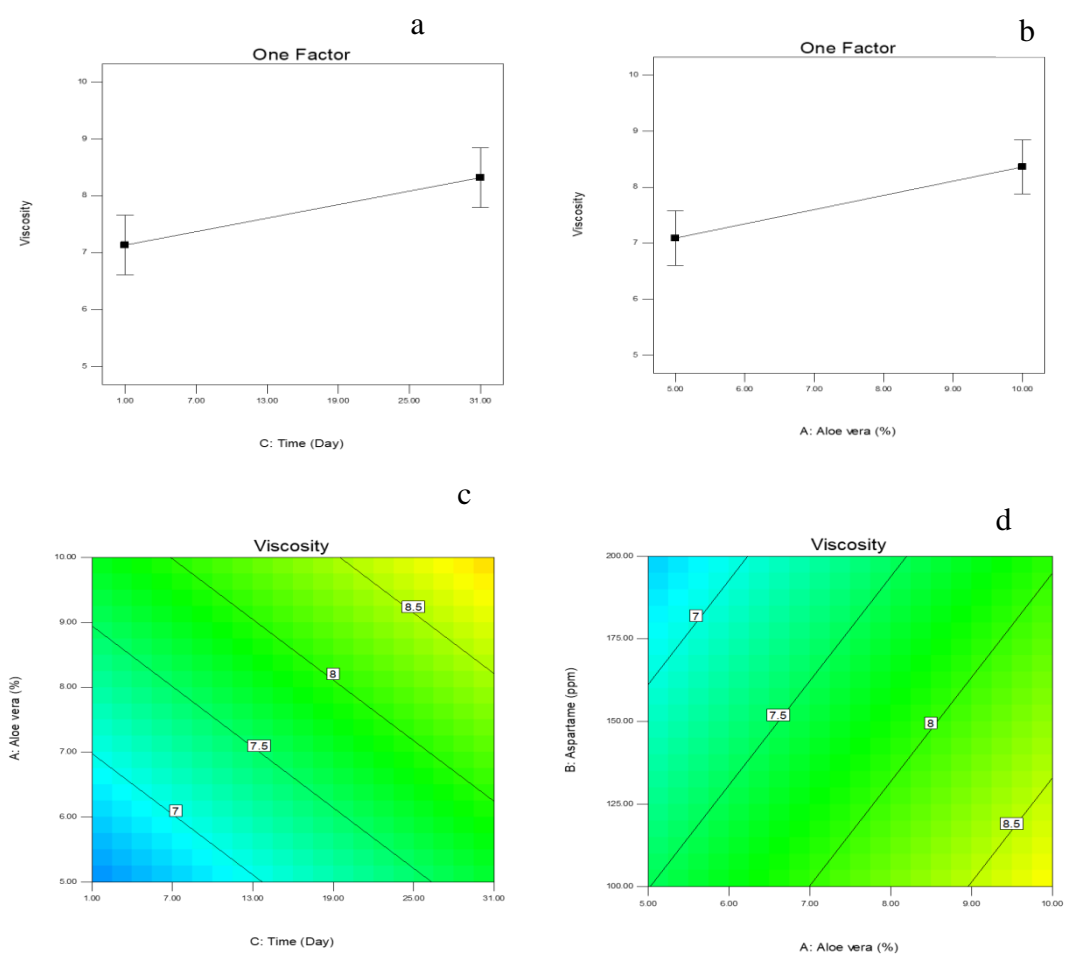 a
One Factor
10
9
8
7
6
5
Viscosity
1.00 7.00 13.00 19.00 25.00 31.00
C: Time (Day)
b
One Factor
10
9
8
7
6
5
Viscosity
5.00 6.00 7.00 8.00 9.00 10.00
A: Aloe vera (%)
c
Viscosity
10.00
9.00
8.00
7.00
6.00
5.00
A: Aloe vera (%)
8.5
8
7.5
7
1.00 7.00 13.00 19.00 25.00 31.00
C: Time (Day)
d
Viscosity
200.00
175.00
150.00
125.00
100.00
B: Aspartame (ppm)
7
7.5
8
8.5
5.00 6.00 7.00 8.00 9.00 10.00
A: Aloe vera (%)